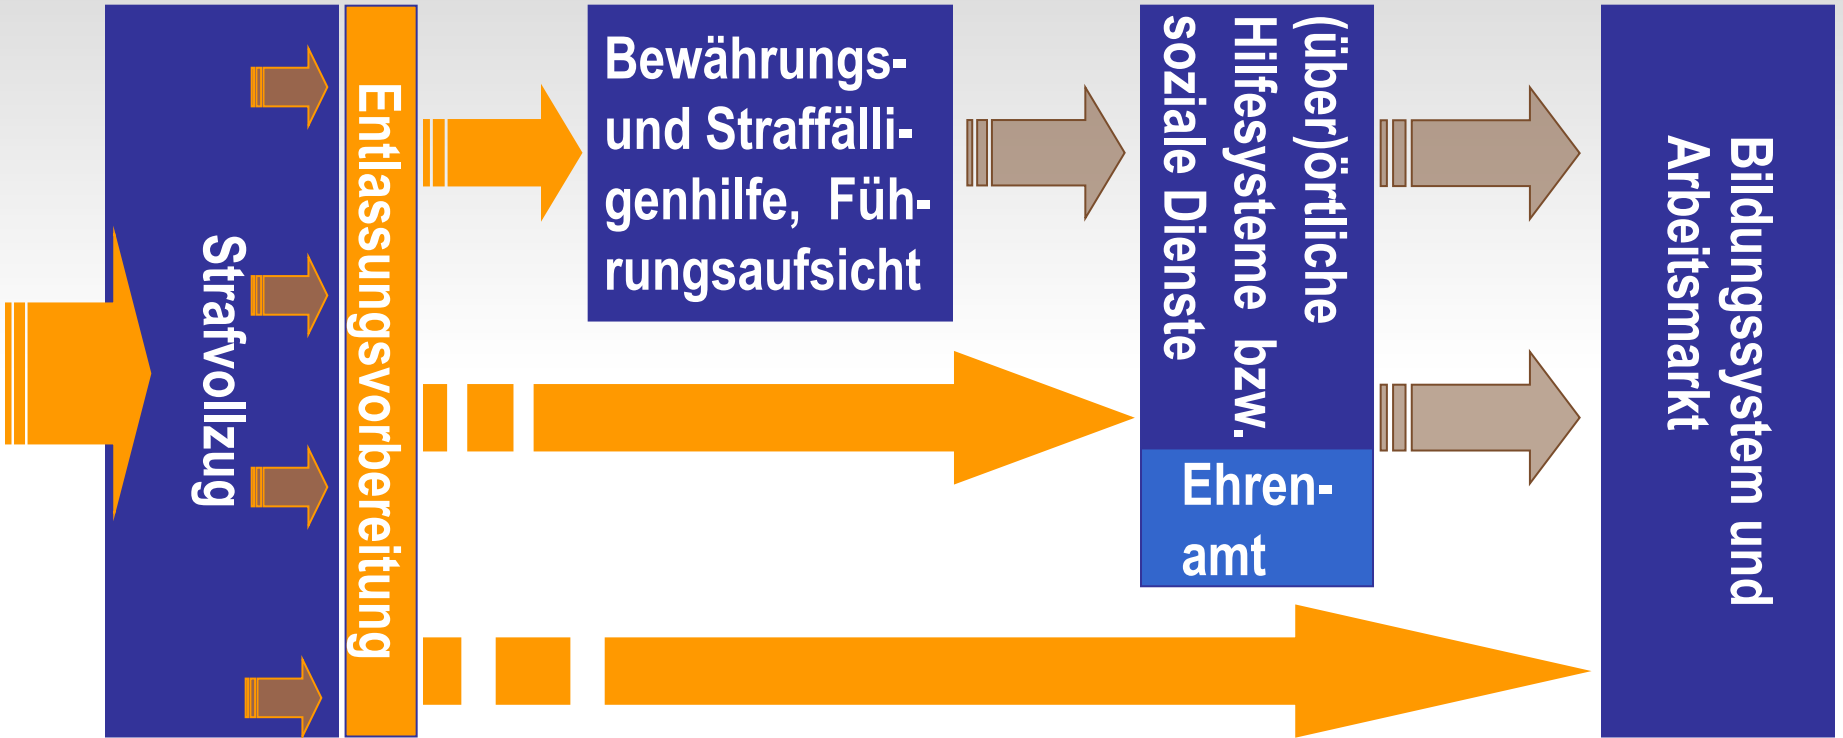 Strafvollzug
Entlassungsvorbereitung
Bewährungs-
und Straffälli-
genhilfe, Füh-
rungsaufsicht
(über)örtliche
Hilfesysteme bzw.
soziale Dienste
Ehren-
amt
Bildungssystem und
Arbeitsmarkt